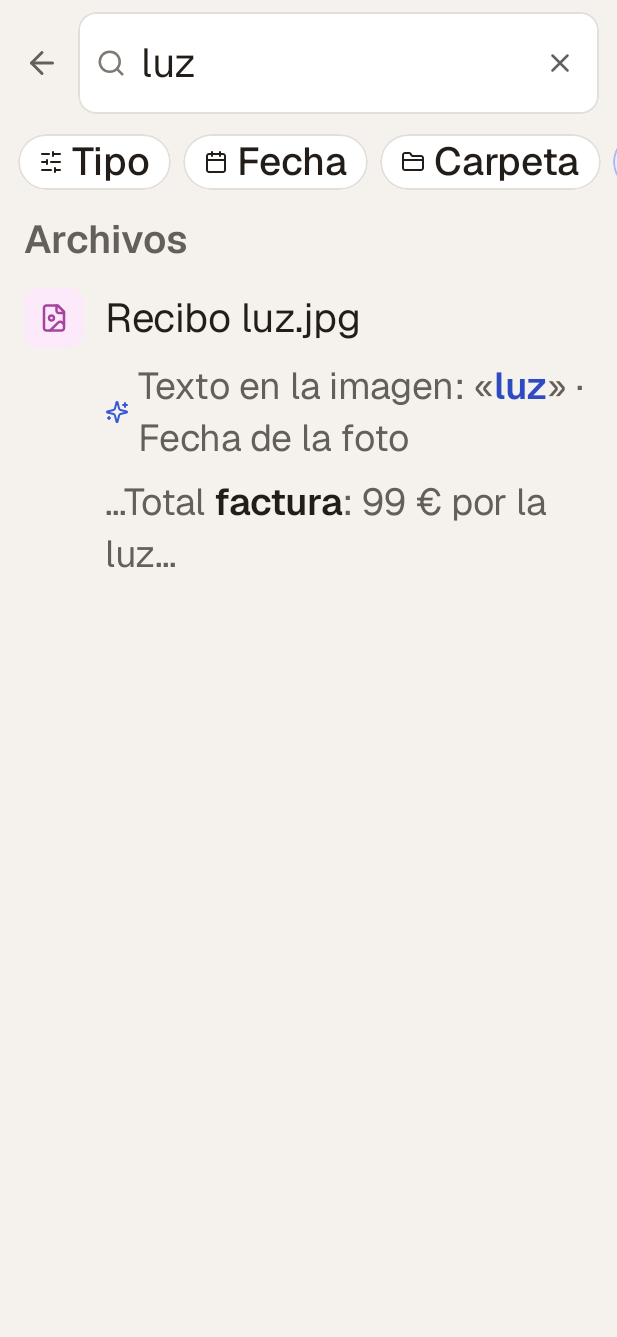 luz
Tipo Fecha Carpeta
Archivos
Recibo luz.jpg
Texto en la imagen: «luz» ·
Fecha de la foto
...Total factura: 99 € por la
luz...